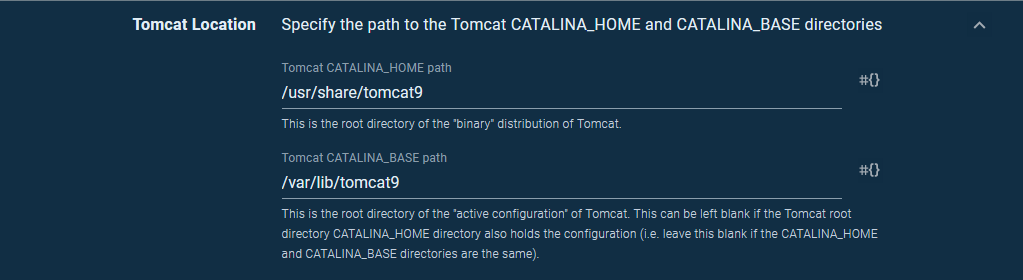 Tomcat Location Specify the path to the Tomcat CATALINA_HOME and CATALINA_BASE directories
Tomcat CATALINA_HOME path
/usr/share/tomcat9 #{}
This is the root directory of the "binary" distribution of Tomcat.
Tomcat CATALINA_BASE path
/var/lib/tomcat9 #{}
This is the root directory of the "active configuration" of Tomcat. This can be left blank if the Tomcat root
directory CATALINA_HOME directory also holds the configuration (i.e. leave this blank if the CATALINA_HOME
and CATALINA_BASE directories are the same).